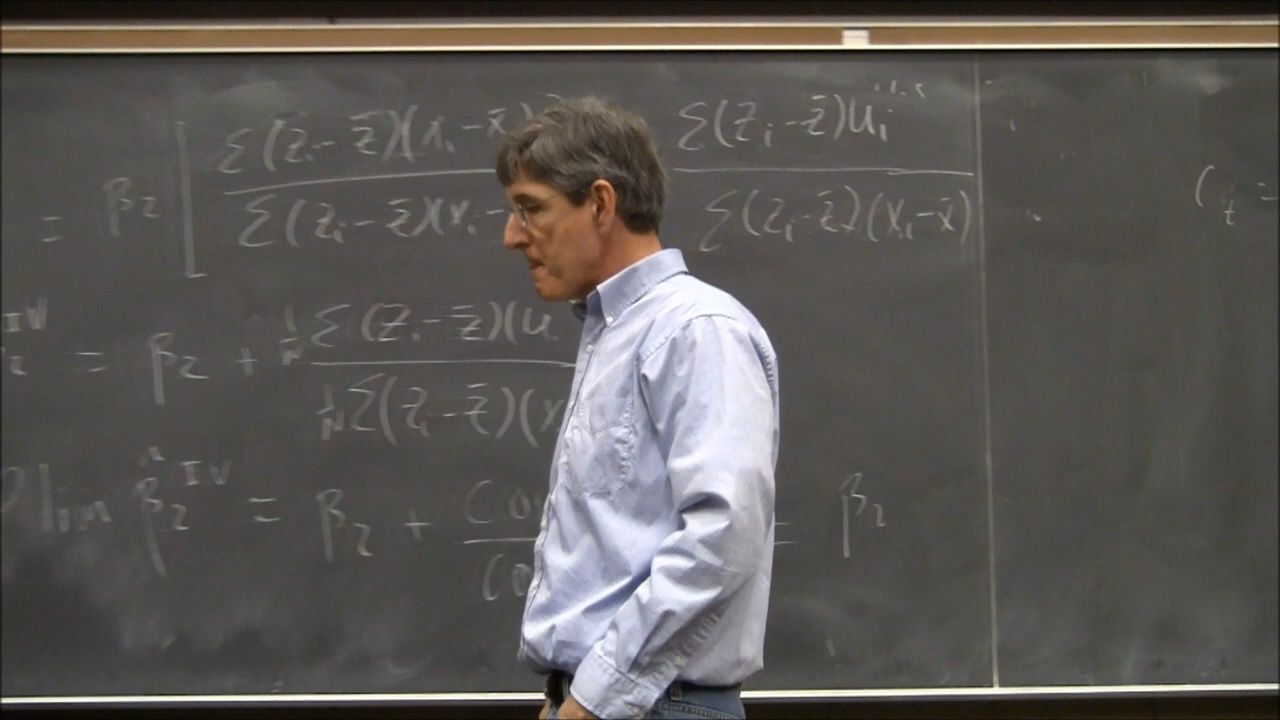 Σ(Zᵢ-Z̄)(xᵢ-x̄) Σ(Zᵢ-Z̄)uᵢ
= β₂ [
Σ(Zᵢ-Z̄)(xᵢ- Σ(Zᵢ-Z̄)(Xᵢ-X̄)
1/N Σ(Zᵢ-Z̄)(u
IV = β₂ +
1/N Σ(Zᵢ-Z̄)(x
Plim β̂₂^IV = β₂ + Co = β₂
Co